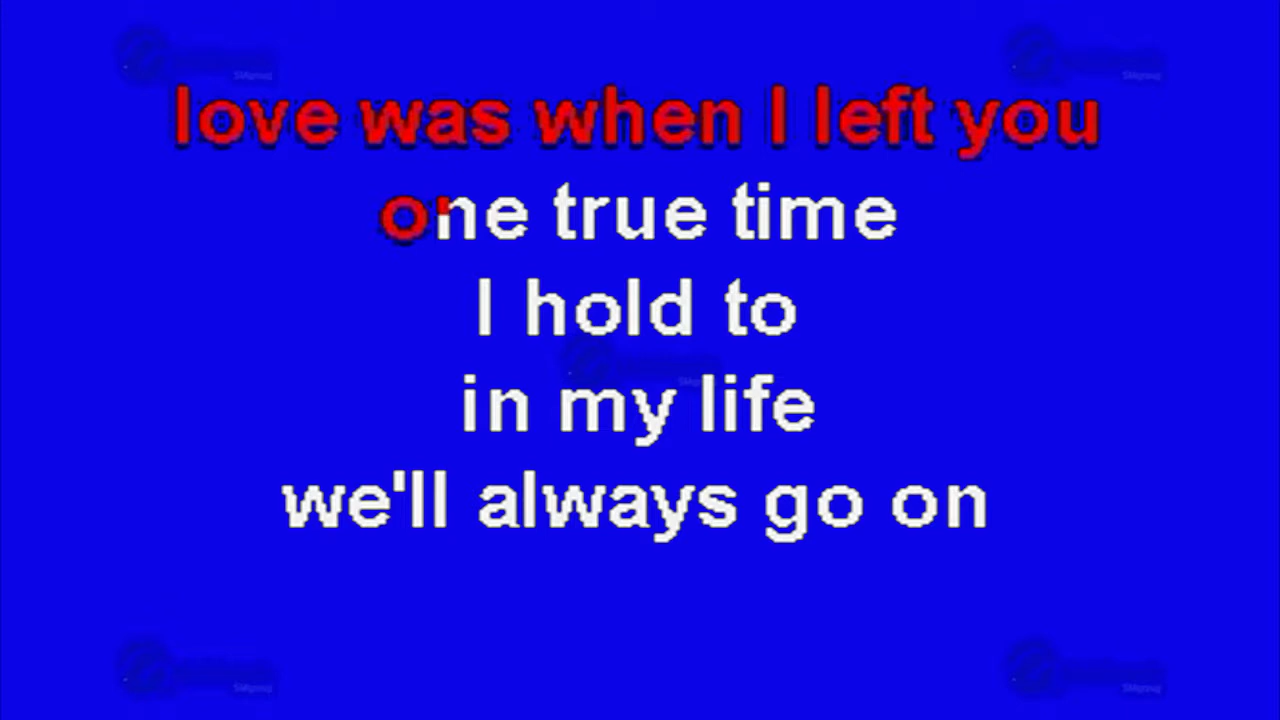 love was when I left you
one true time
I hold to
in my life
we'll always go on